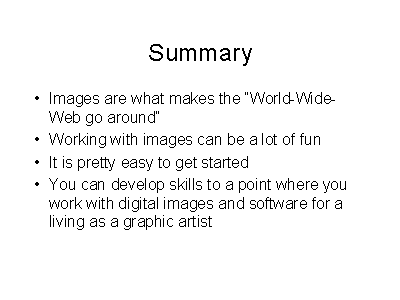 Summary
• Images are what makes the "World-Wide-
Web go around"
• Working with images can be a lot of fun
• It is pretty easy to get started
• You can develop skills to a point where you
work with digital images and software for a
living as a graphic artist